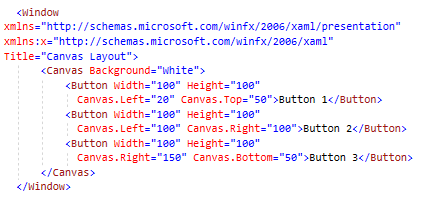 <Window
xmlns="http://schemas.microsoft.com/winfx/2006/xaml/presentation"
xmlns:x="http://schemas.microsoft.com/winfx/2006/xaml"
Title="Canvas Layout">
<Canvas Background="White">
<Button Width="100" Height="100"
Canvas.Left="20" Canvas.Top="50">Button 1</Button>
<Button Width="100" Height="100"
Canvas.Left="100" Canvas.Right="100">Button 2</Button>
<Button Width="100" Height="100"
Canvas.Right="150" Canvas.Bottom="50">Button 3</Button>
</Canvas>
</Window>